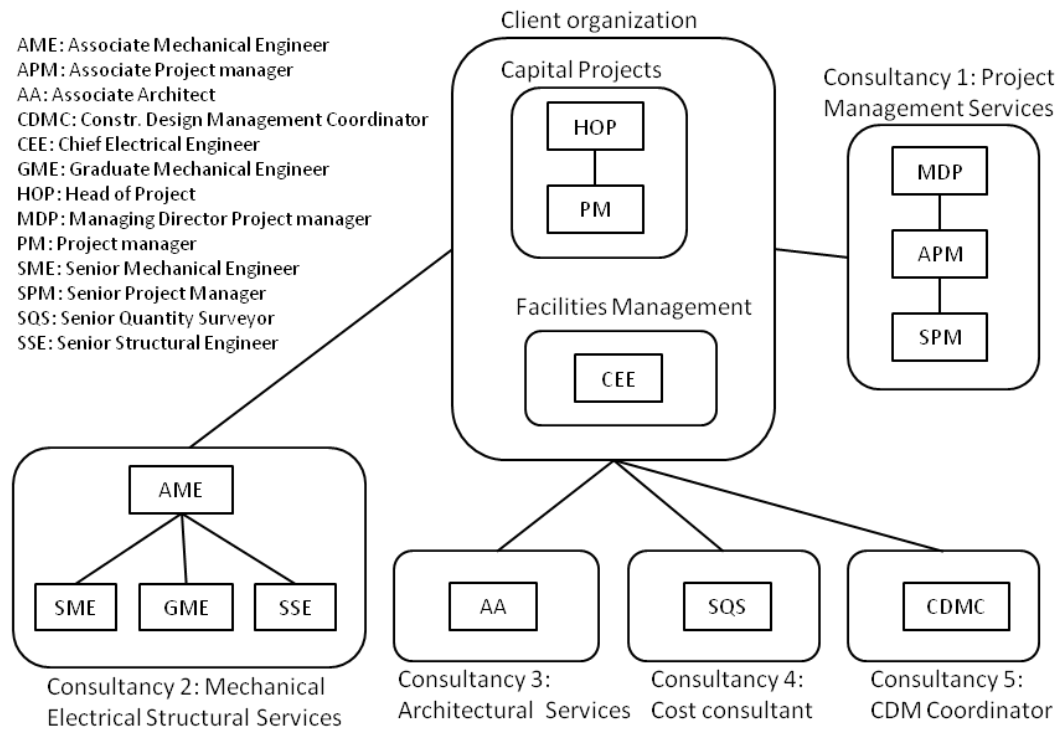 Client organization
AME: Associate Mechanical Engineer
APM: Associate Project manager
AA: Associate Architect
CDMC: Constr. Design Management Coordinator
CEE: Chief Electrical Engineer
GME: Graduate Mechanical Engineer
HOP: Head of Project
MDP: Managing Director Project manager
PM: Project manager
SME: Senior Mechanical Engineer
SPM: Senior Project Manager
SQS: Senior Quantity Surveyor
SSE: Senior Structural Engineer
Capital Projects
HOP
PM
Facilities Management
CEE
Consultancy 1: Project
Management Services
MDP
APM
SPM
AME
SME
GME
SSE
Consultancy 2: Mechanical
Electrical Structural Services
AA
Consultancy 3:
Architectural Services
SQS
Consultancy 4:
Cost consultant
CDMC
Consultancy 5:
CDM Coordinator